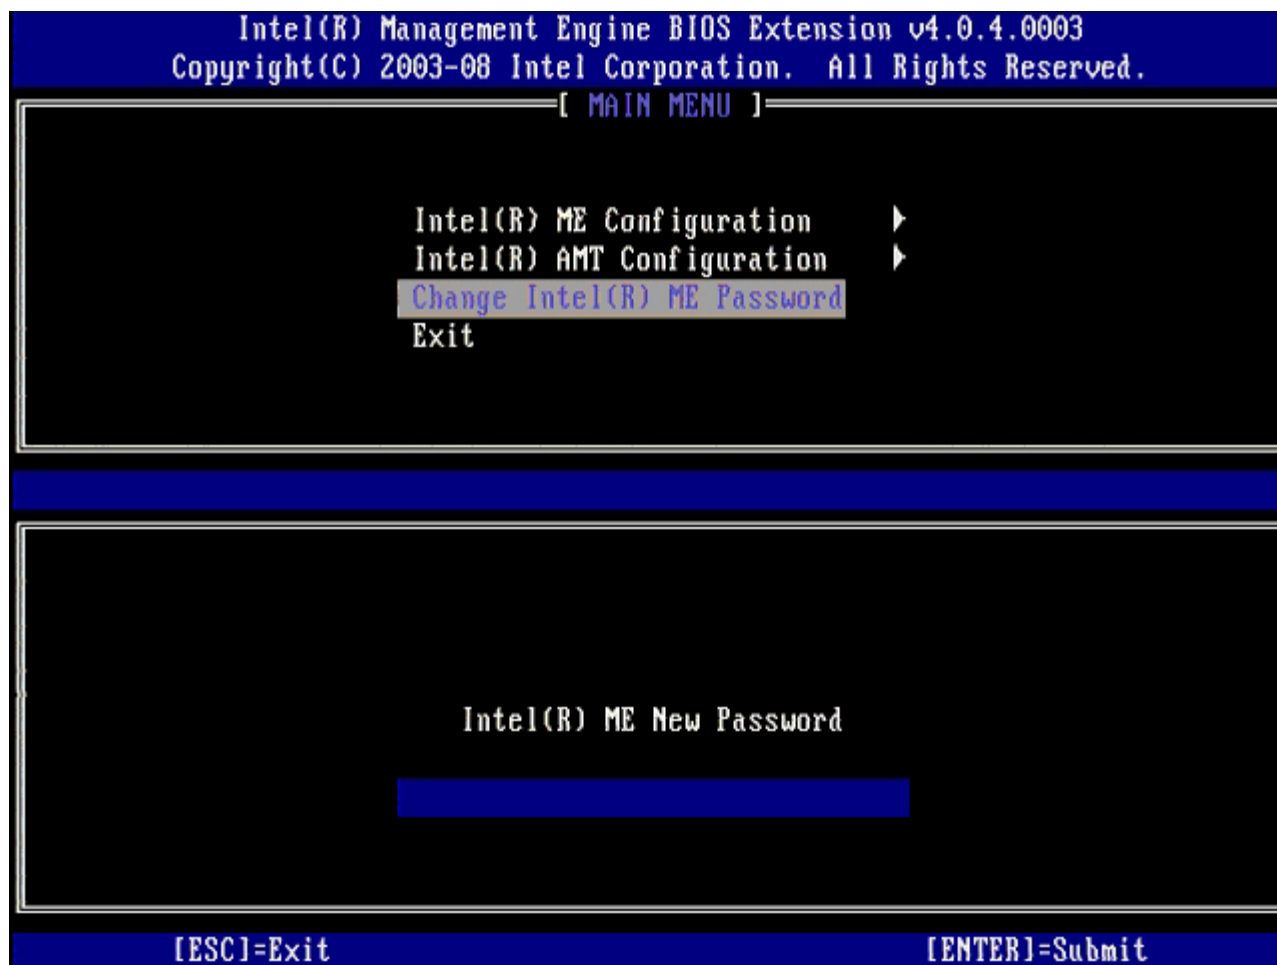 Intel(R) Management Engine BIOS Extension v4.0.4.0003
Copyright(C) 2003-08 Intel Corporation. All Rights Reserved.
[ MAIN MENU ]
Intel(R) ME Configuration
Intel(R) AMT Configuration
Change Intel(R) ME Password
Exit
Intel(R) ME New Password
[ESC]=Exit [ENTER]=Submit